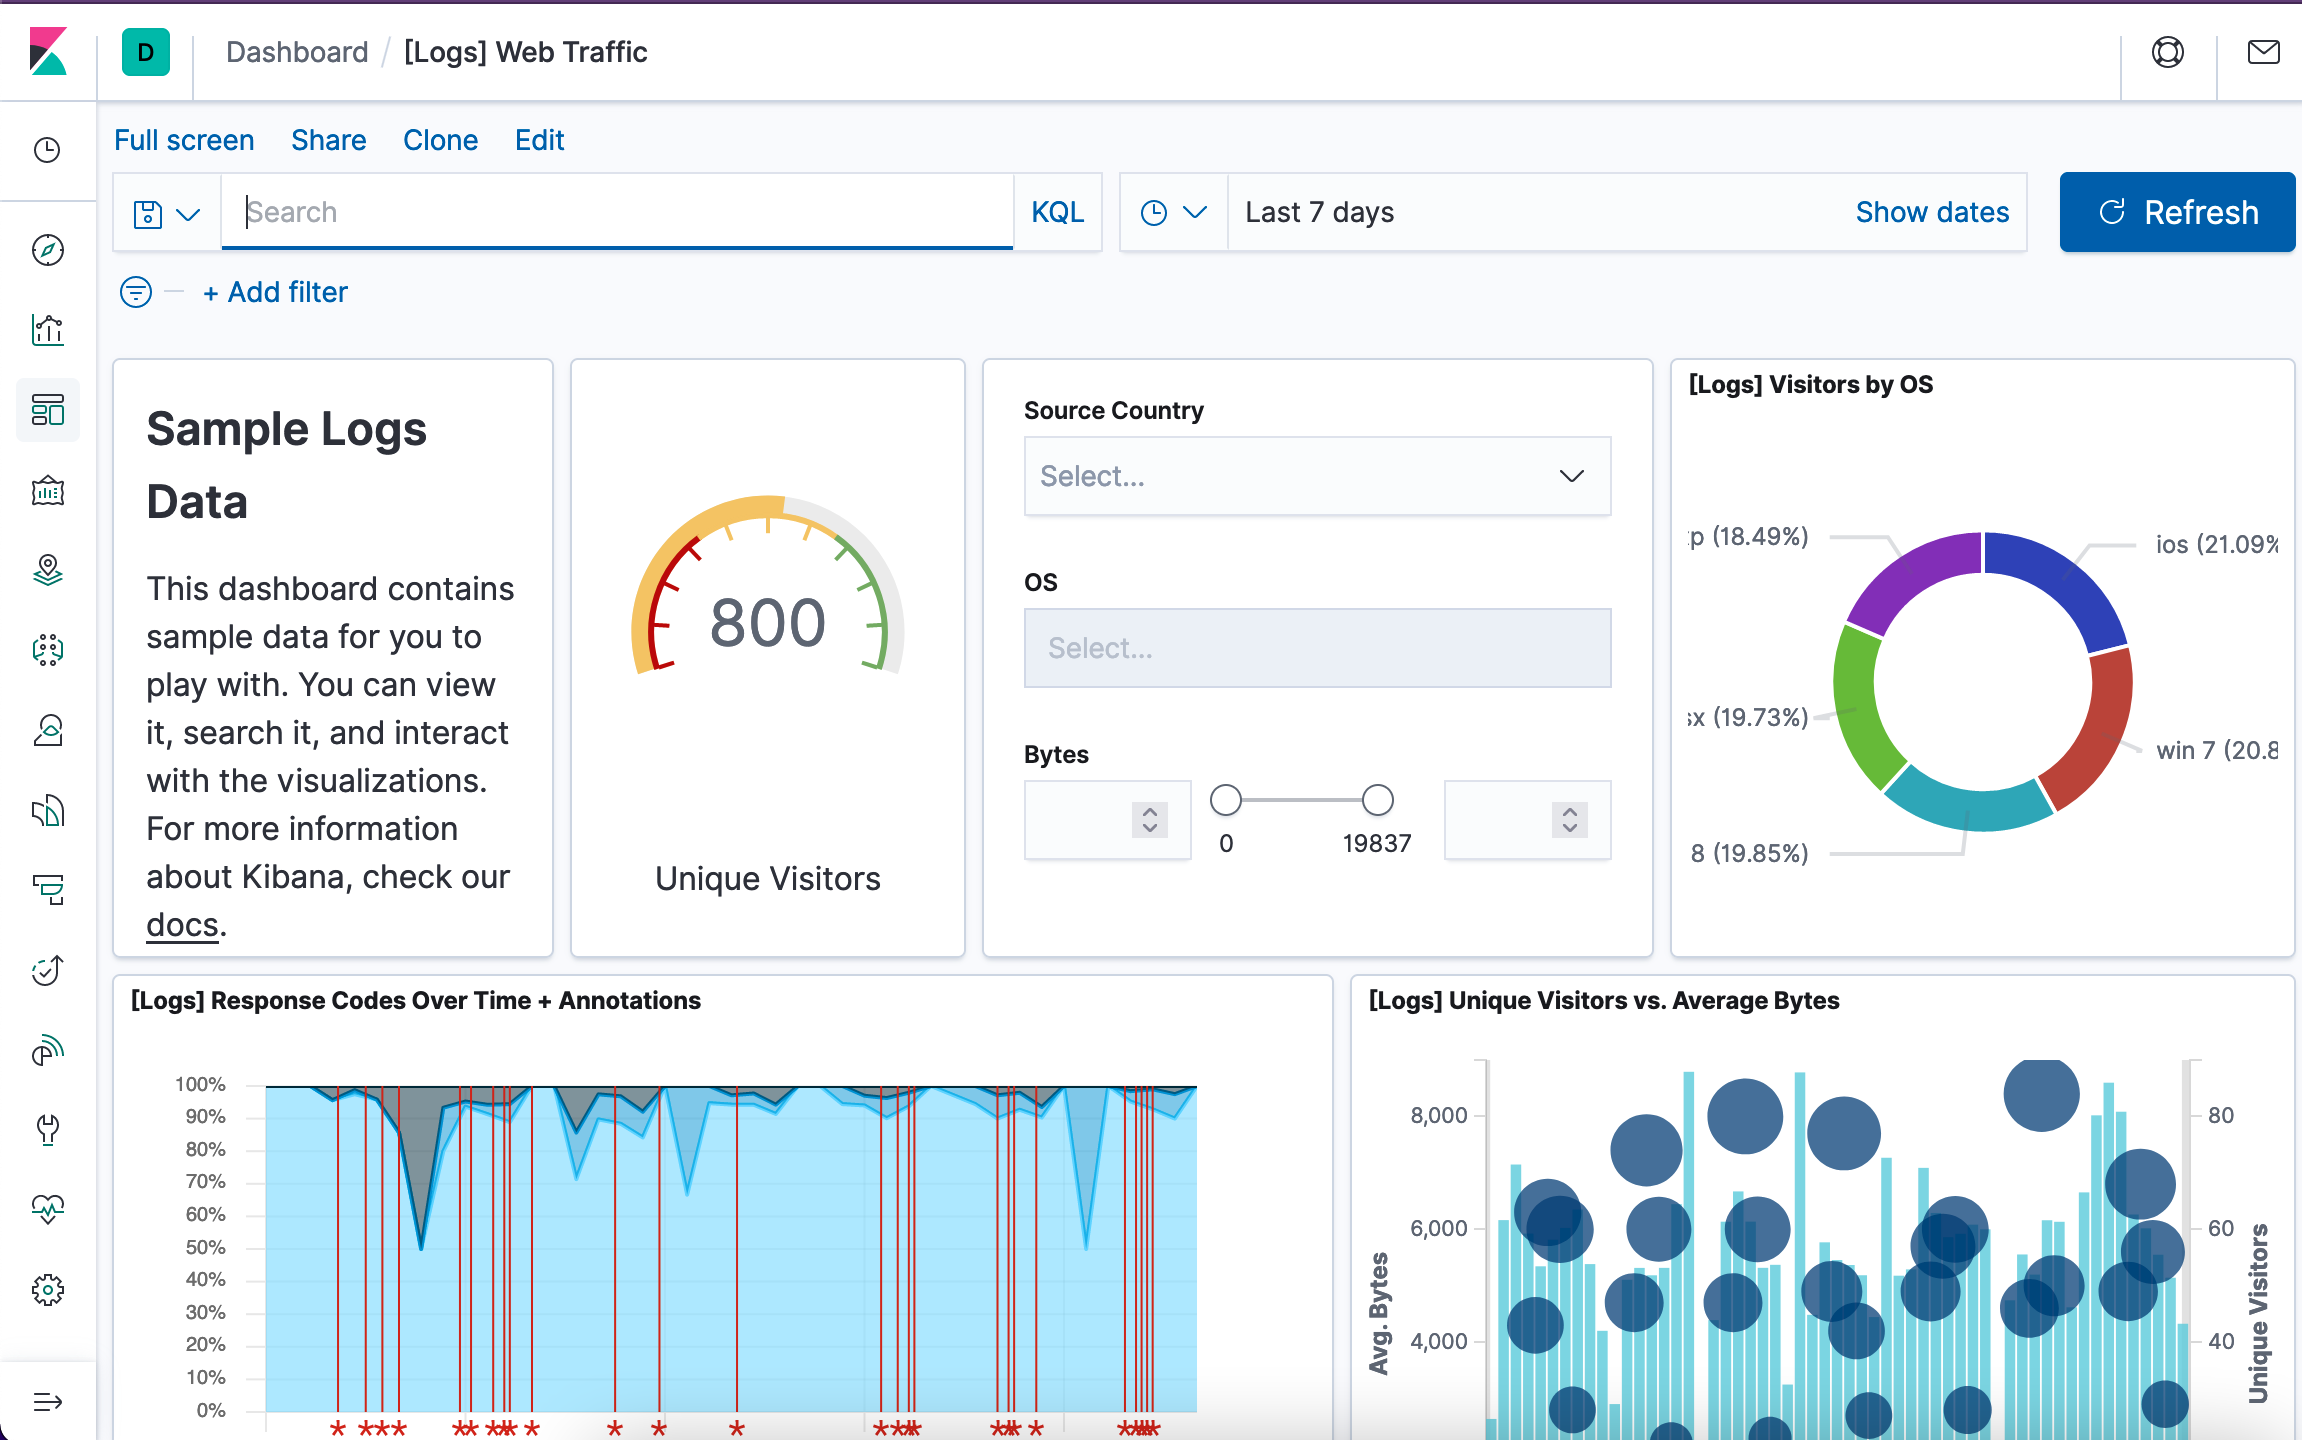 D Dashboard / [Logs] Web Traffic
Full screen Share Clone Edit
Search KQL Last 7 days Show dates Refresh
+ Add filter
Sample Logs
Data
This dashboard contains
sample data for you to
play with. You can view
it, search it, and interact
with the visualizations.
For more information
about Kibana, check our
docs.
800
Unique Visitors
Source Country
Select...
OS
Select...
Bytes
0 19837
[Logs] Visitors by OS
(18.49%)
ios (21.09%
(19.73%)
win 7 (20.8
8 (19.85%)
[Logs] Response Codes Over Time + Annotations
100%
90%
80%
70%
60%
50%
40%
30%
20%
10%
0%
[Logs] Unique Visitors vs. Average Bytes
Avg. Bytes
8,000
6,000
4,000
80
60
40
Unique Visitors